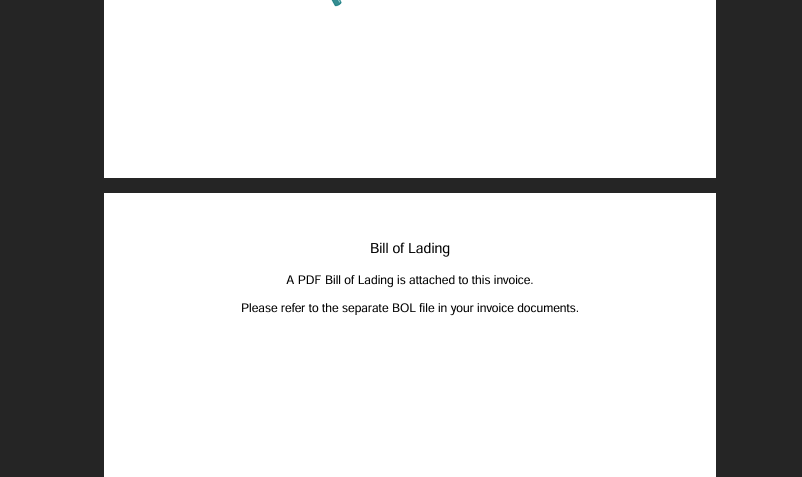 Bill of Lading
A PDF Bill of Lading is attached to this invoice.
Please refer to the separate BOL file in your invoice documents.